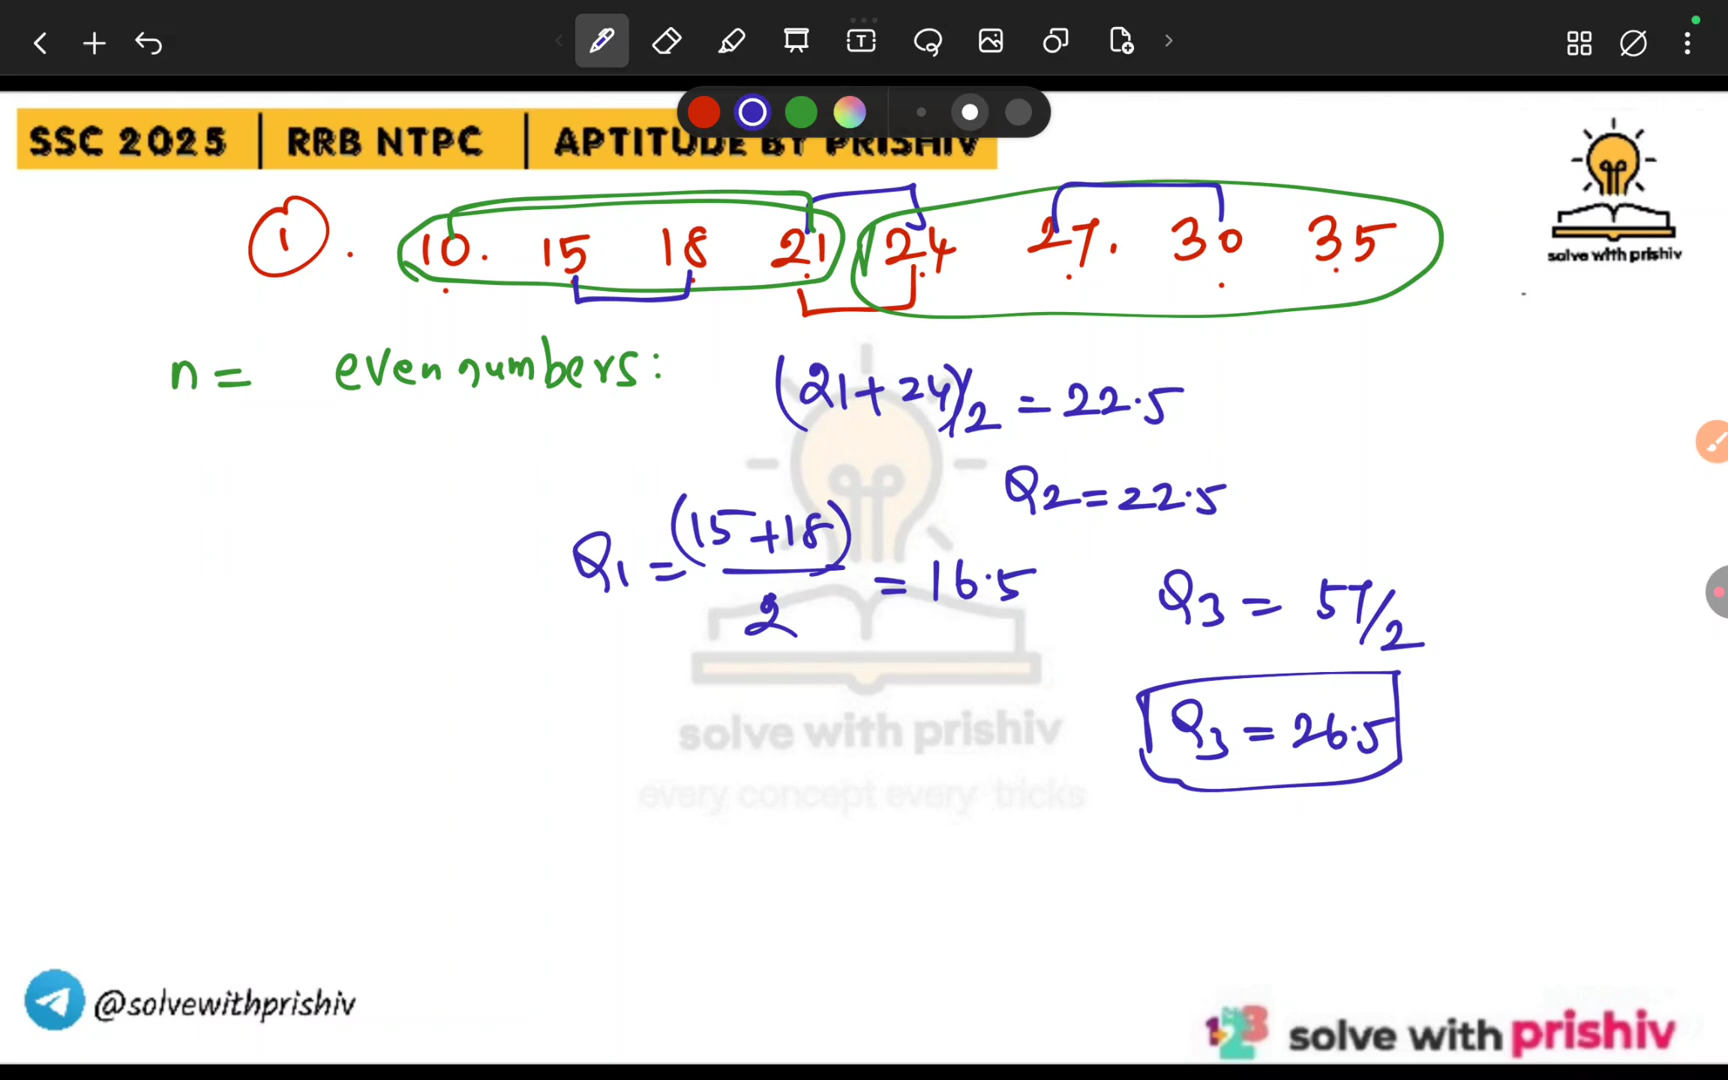 SSC 2025 | RRB NTPC | APTITUDE BY PRISHIV
1. 10. 15 18 21 24 27. 30 35
solve with prishiv
n = even numbers:
(21+24)/2 = 22.5
Q2=22.5
Q1 = (15+18)/2 = 16.5
Q3 = 57/2
Q3 = 26.5
solve with prishiv
every concept every tricks
@solvewithprishiv
123 solve with prishiv